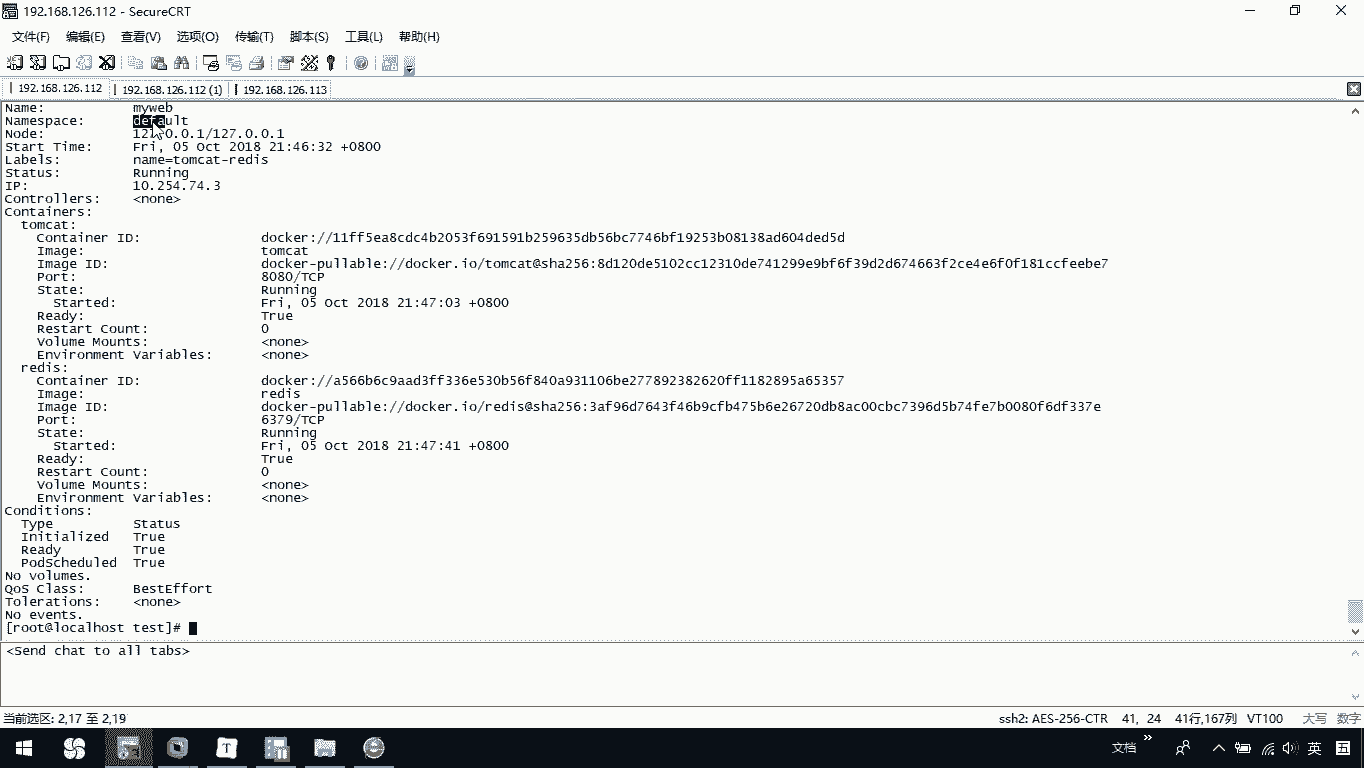 192.168.126.112 - SecureCRT
文件(F) 编辑(E) 查看(V) 选项(O) 传输(T) 脚本(S) 工具(L) 帮助(H)
192.168.126.112 192.168.126.112 (1) 192.168.126.113
Name: myweb
Namespace: default
Node: 127.0.0.1/127.0.0.1
Start Time: Fri, 05 Oct 2018 21:46:32 +0800
Labels: name=tomcat-redis
Status: Running
IP: 10.254.74.3
Controllers: <none>
Containers:
tomcat:
Container ID: docker://11ff5ea8cdc4b2053f691591b259635db56bc7746bf19253b08138ad604ded5d
Image: tomcat
Image ID: docker-pullable://docker.io/tomcat@sha256:8d120de5102cc12310de741299e9bf6f39d2d674663f2ce4e6f0f181ccfeebe7
Port: 8080/TCP
State: Running
Started: Fri, 05 Oct 2018 21:47:03 +0800
Ready: True
Restart Count: 0
Volume Mounts: <none>
Environment Variables: <none>
redis:
Container ID: docker://a566b6c9aad3ff336e530b56f840a931106be277892382620ff1182895a65357
Image: redis
Image ID: docker-pullable://docker.io/redis@sha256:3af96d7643f46b9cfb475b6e26720db8ac00cbc7396d5b74fe7b0080f6df337e
Port: 6379/TCP
State: Running
Started: Fri, 05 Oct 2018 21:47:41 +0800
Ready: True
Restart Count: 0
Volume Mounts: <none>
Environment Variables: <none>
Conditions:
Type Status
Initialized True
Ready True
PodScheduled True
No volumes.
QoS Class: BestEffort
Tolerations: <none>
No events.
[root@localhost test]#
<Send chat to all tabs>
当前选区: 2,17 至 2,19 ssh2: AES-256-CTR 41, 24 41行,167列 VT100 大写 数字
T 文档 » 英 五